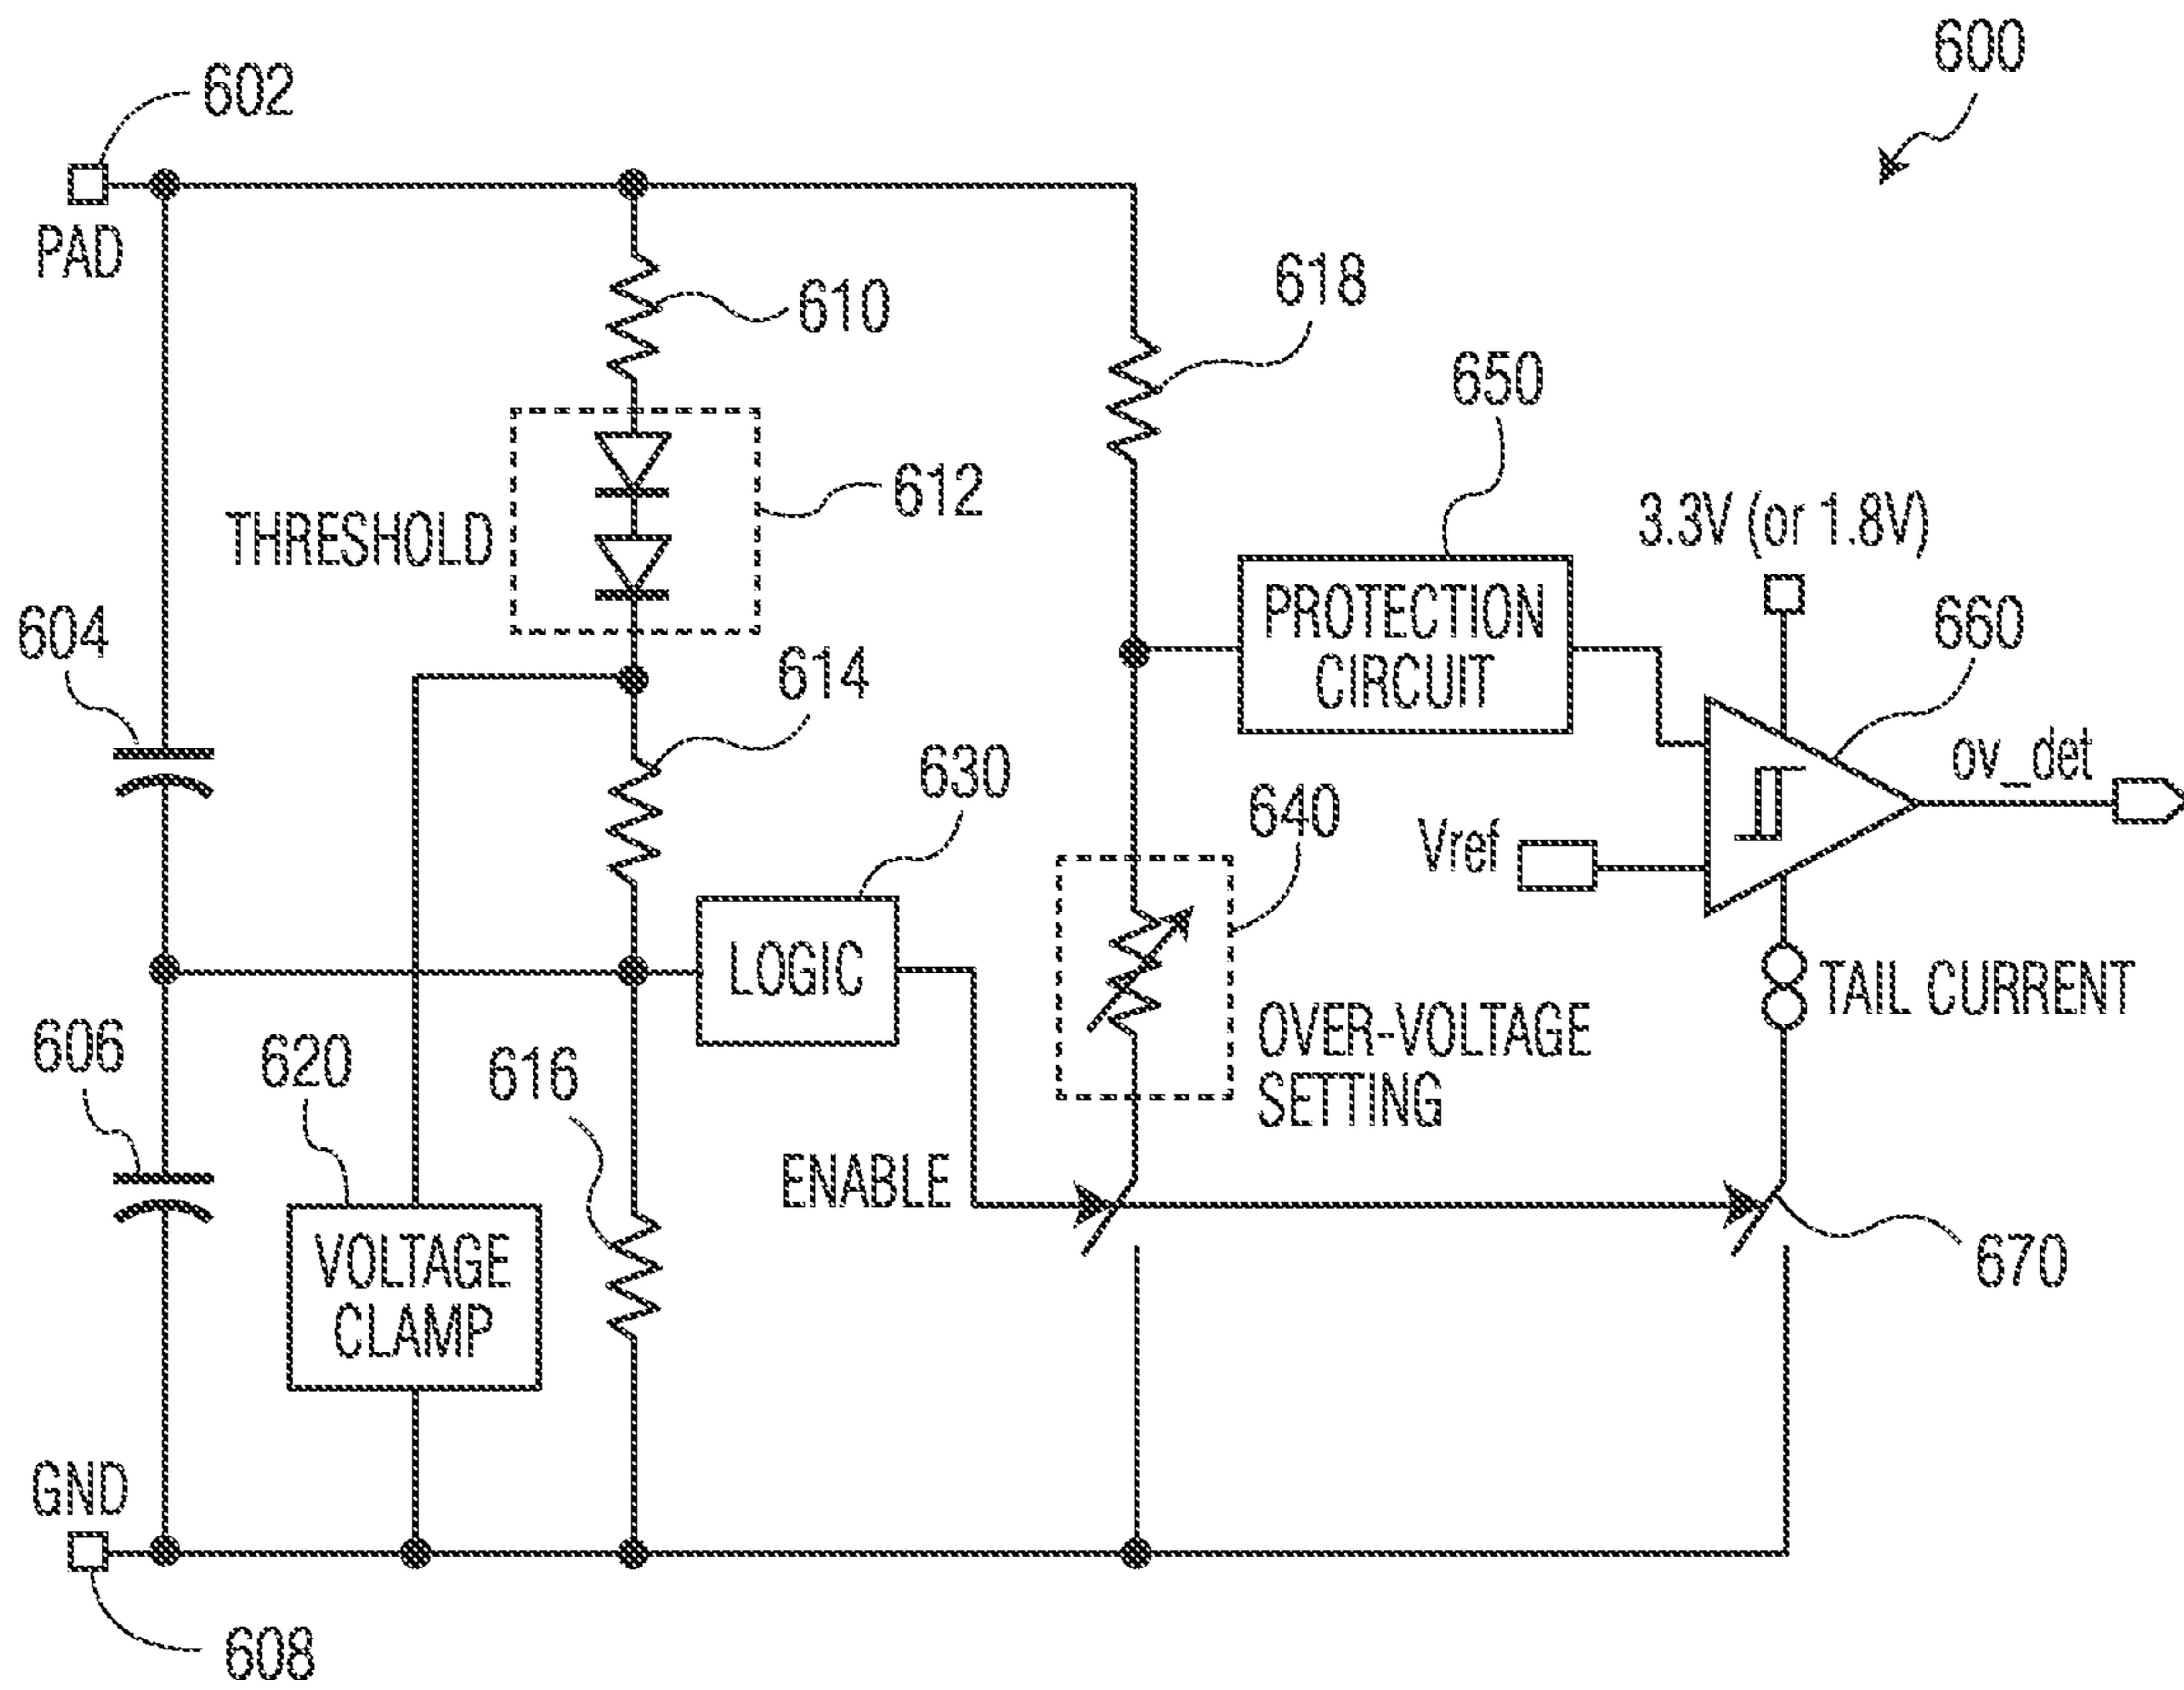 600
602
PAD
610
618
650
THRESHOLD
612
3.3V (or 1.8V)
PROTECTION
CIRCUIT
660
604
614
ov_det
630
640
Vref
LOGIC
TAIL CURRENT
606
620
616
OVER-VOLTAGE
SETTING
ENABLE
VOLTAGE
CLAMP
670
GND
608